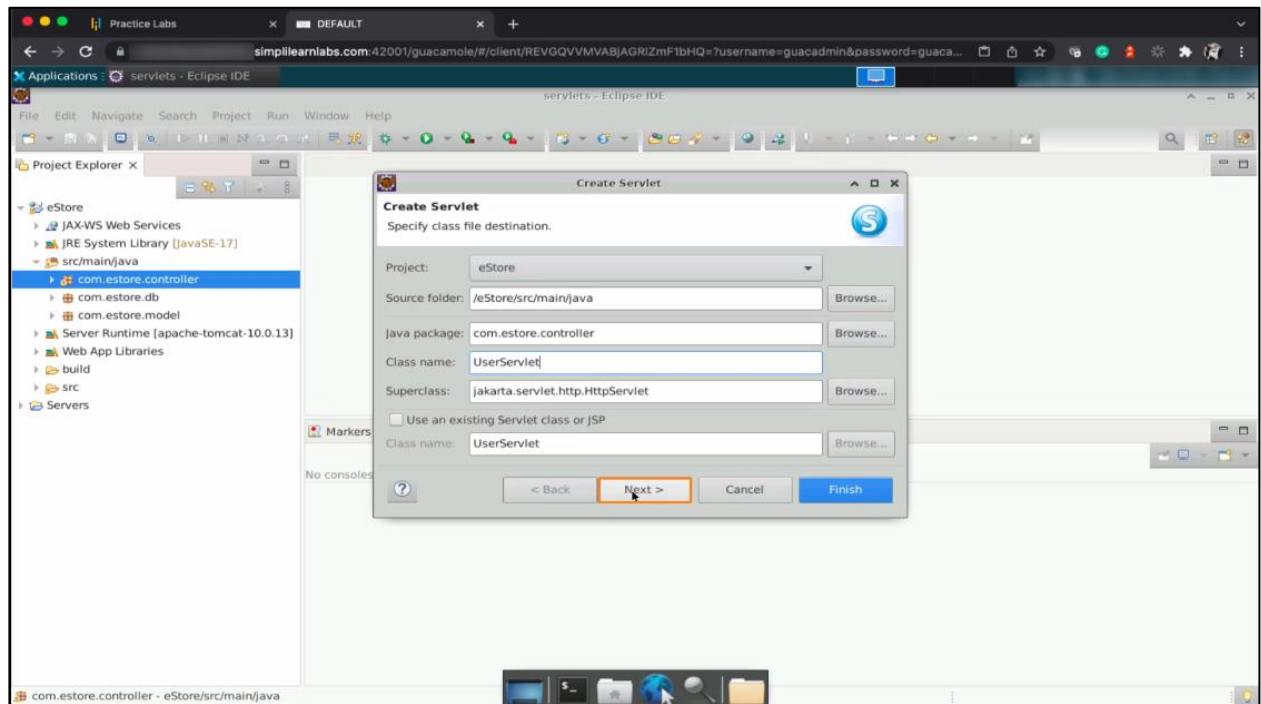 Practice Labs
DEFAULT
simplilearnlabs.com:42001/guacamole/#/client/REVGQVVMVABjAGRlZmF1bHQ=?username=guacadmin&password=guaca...
Applications
servlets - Eclipse IDE
servlets - Eclipse IDE
File Edit Navigate Search Project Run Window Help
Project Explorer
eStore
JAX-WS Web Services
JRE System Library [JavaSE-17]
src/main/java
com.estore.controller
com.estore.db
com.estore.model
Server Runtime [apache-tomcat-10.0.13]
Web App Libraries
build
src
Servers
Create Servlet
Create Servlet
Specify class file destination.
S
Project: eStore
Source folder: /eStore/src/main/java Browse...
Java package: com.estore.controller Browse...
Class name: UserServlet
Superclass: jakarta.servlet.http.HttpServlet Browse...
Use an existing Servlet class or JSP
Class name: UserServlet Browse...
? < Back Next > Cancel Finish
Markers
No consoles
com.estore.controller - eStore/src/main/java